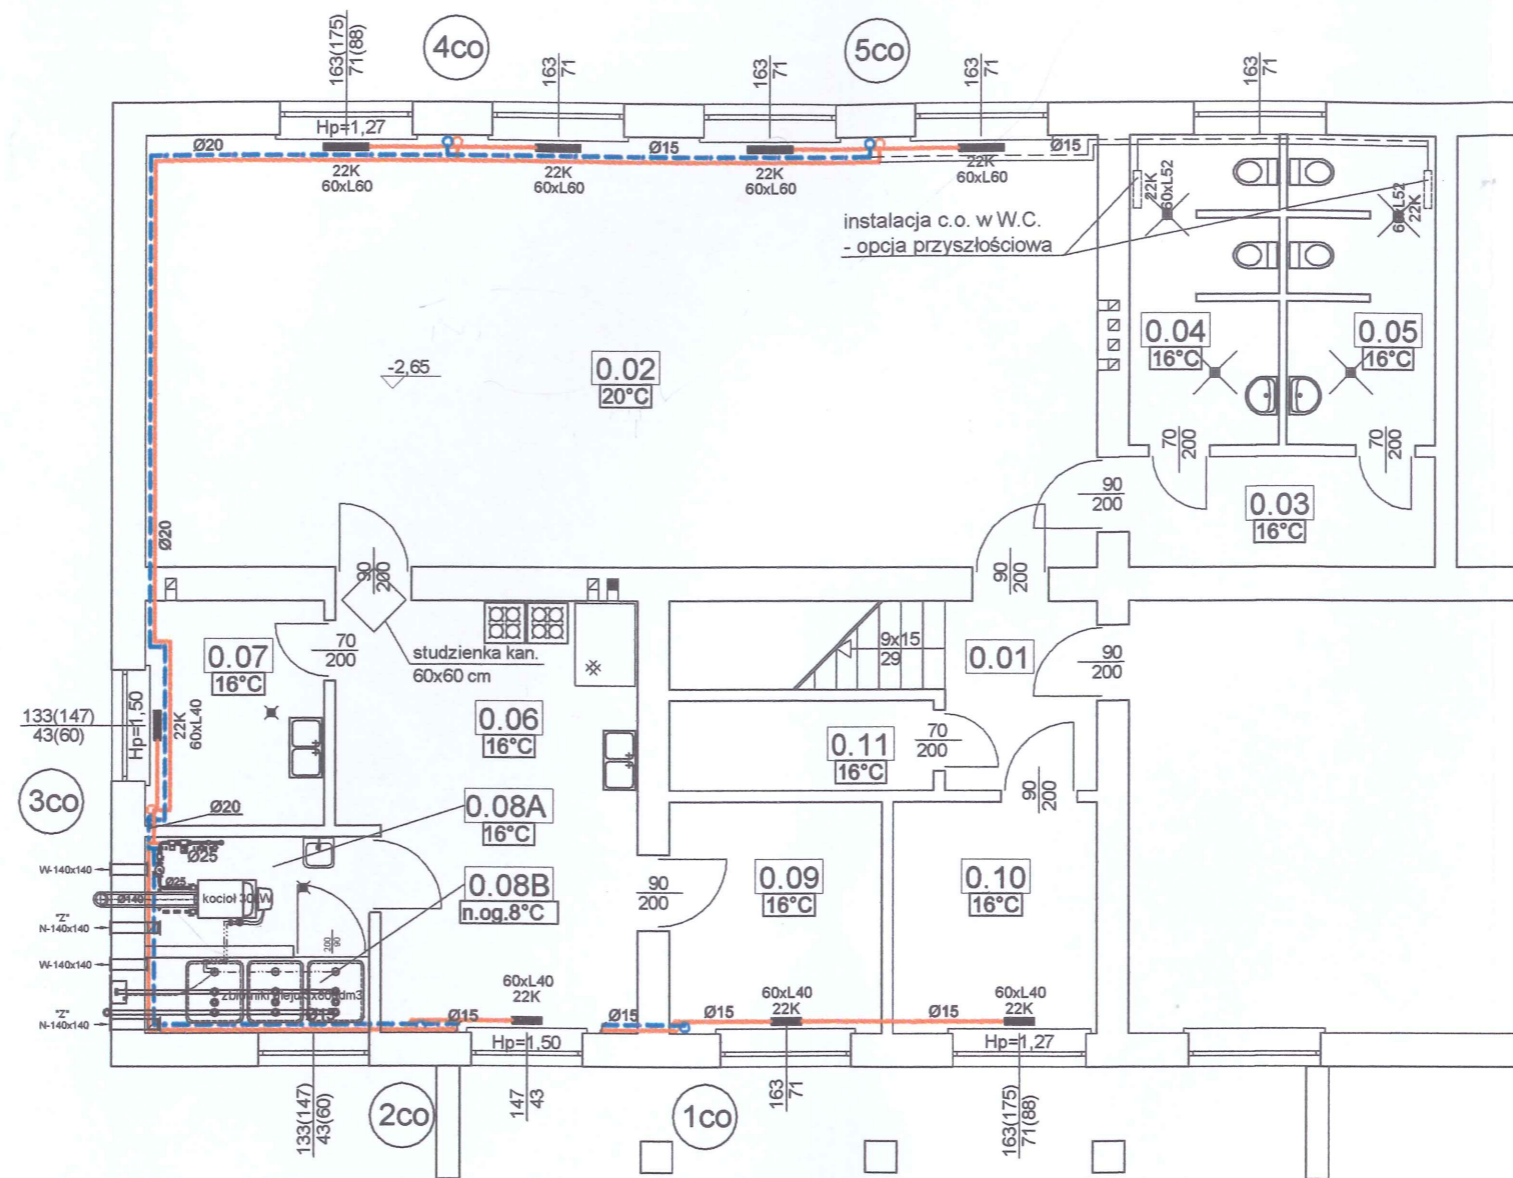 163(175)
71(88)
4co
163
71
163
71
5co
163
71
163
71
Hp=1,27
Ø20
Ø15
Ø15
22K
60xL60
22K
60xL60
22K
60xL60
22K
60xL60
22K
60xL52
60xL52
22K
instalacja c.o. w W.C.
- opcja przyszłościowa
-2,65
0.02
20°C
0.04
16°C
0.05
16°C
70
200
70
200
90
200
0.03
16°C
Ø20
90
200
90
200
studzienka kan.
60x60 cm
70
200
0.07
16°C
9x15
29
0.01
90
200
133(147)
43(60)
Hp=1,50
22K
60xL40
0.06
16°C
0.11
16°C
70
200
90
200
3co
Ø20
0.08A
16°C
Ø25
Ø25
W-140x140
Ø140
kocioł 30kW
"Z"
N-140x140
0.08B
n.og.8°C
90
200
0.09
16°C
0.10
16°C
200
90
W-140x140
"Z"
N-140x140
Ø15
Ø15
60xL40
22K
Ø15
Ø15
60xL40
22K
Ø15
60xL40
22K
Hp=1,50
Hp=1,27
133(147)
43(60)
2co
147
43
1co
163
71
163(175)
71(88)